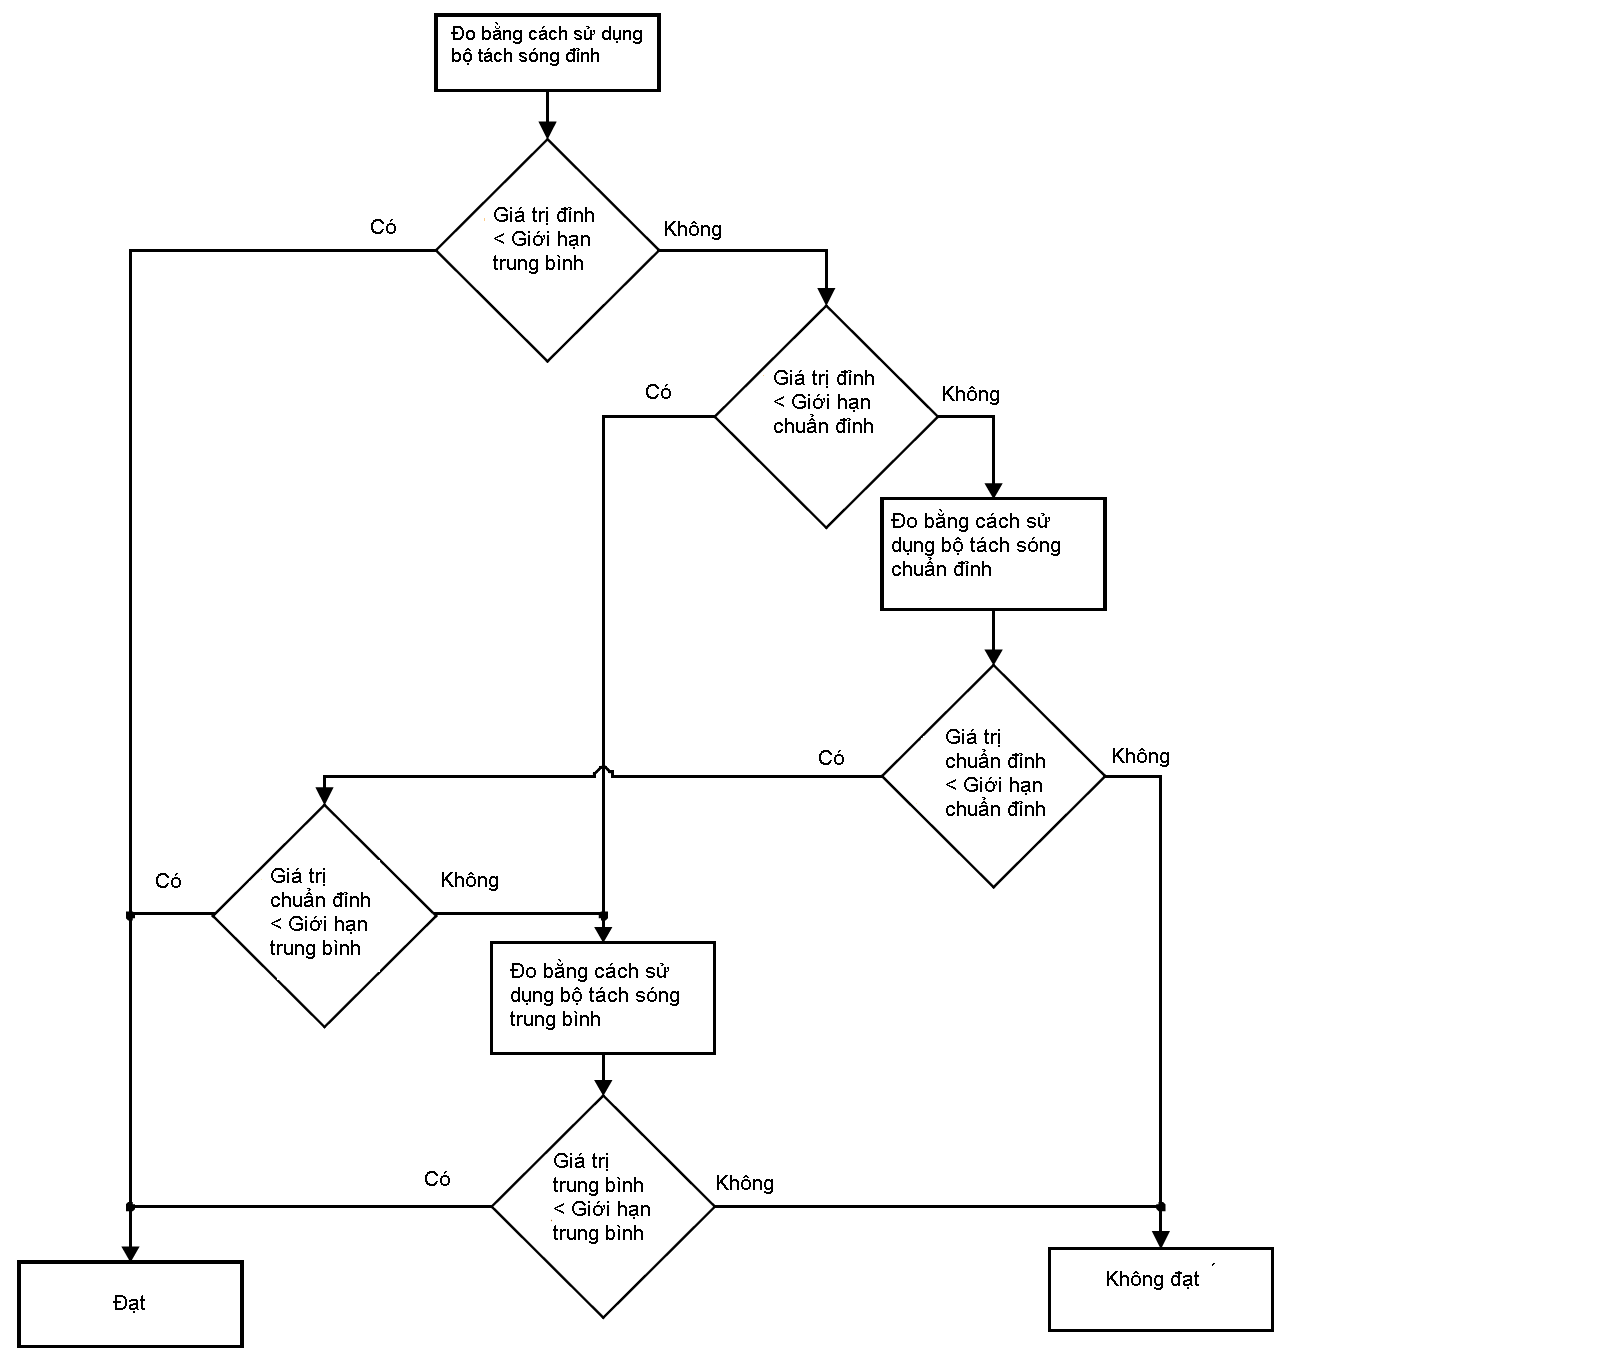 Đo bằng cách sử dụng
bộ tách sóng đỉnh
Giá trị đỉnh
< Giới hạn
trung bình
Có
Không
Giá trị đỉnh
< Giới hạn
chuẩn đỉnh
Có
Không
Đo bằng cách sử
dụng bộ tách sóng
chuẩn đỉnh
Giá trị
chuẩn đỉnh
< Giới hạn
chuẩn đỉnh
Có
Không
Giá trị
chuẩn đỉnh
< Giới hạn
trung bình
Có
Không
Đo bằng cách sử
dụng bộ tách sóng
trung bình
Giá trị
trung bình
< Giới hạn
trung bình
Có
Không
Đạt
Không đạt